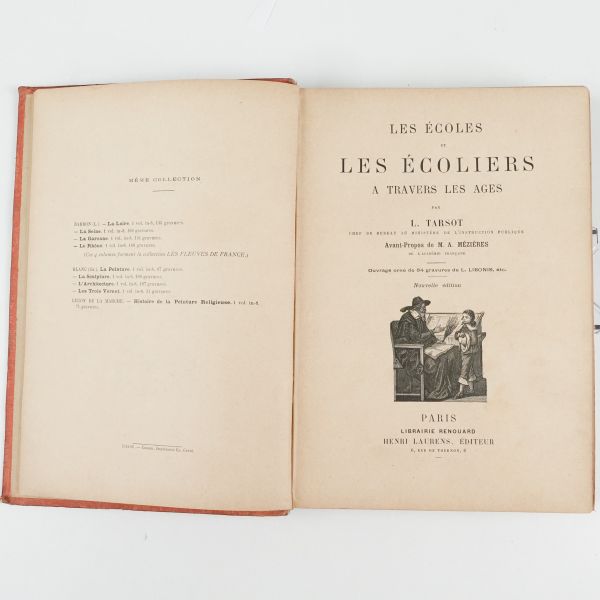 MÊME COLLECTION
BARRON (L.). — La Loire. 1 vol. in-8, 135 gravures.
— La Seine. 1 vol. in-8, 100 gravures.
— La Garonne. 1 vol. in-8, gravures.
— Le Rhône. 1 vol. in-8, gravures.
(Ces 4 volumes forment la collection LES FLEUVES DE FRANCE.)
BLANC (Ch.). La Peinture. 1 vol. in-8, gravures.
— La Sculpture. 1 vol. in-8, 100 gravures.
— L'Architecture. 1 vol. in-8, 107 gravures.
— Les Trois Vernet. 1 vol. in-8, 31 gravures.
LECOY DE LA MARCHE. — Histoire de la Peinture Religieuse. 1 vol. in-8,
gravures.
LES ÉCOLES
ET
LES ÉCOLIERS
A TRAVERS LES AGES
PAR
L. TARSOT
CHEF DE BUREAU AU MINISTÈRE DE L'INSTRUCTION PUBLIQUE
Avant-Propos de M. A. MÉZIÈRES
DE L'ACADÉMIE FRANÇAISE
Ouvrage orné de 54 gravures de L. LIBONIS, etc.
Nouvelle édition
PARIS
LIBRAIRIE RENOUARD
HENRI LAURENS, ÉDITEUR
6, RUE DE TOURNON, 6